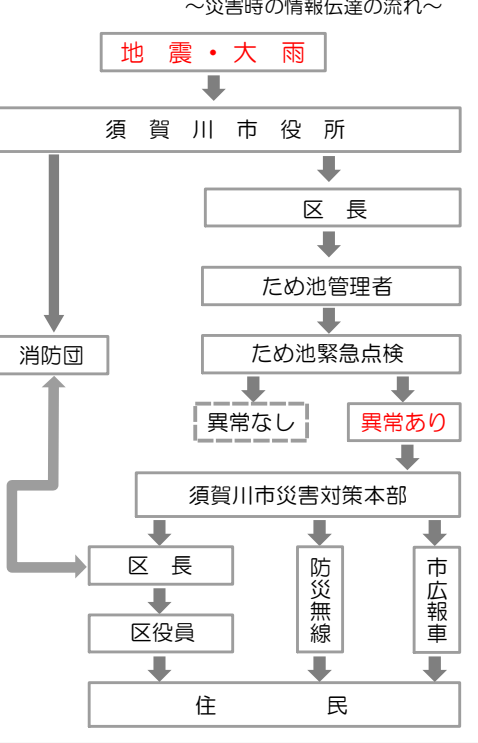 ～災害時の情報伝達の流れ～
地　震・大　雨
須　賀　川　市　役　所
区　長
ため池管理者
消防団
ため池緊急点検
異常なし
異常あり
須賀川市災害対策本部
区　長
防災無線
市広報車
区役員
住　　　　　民